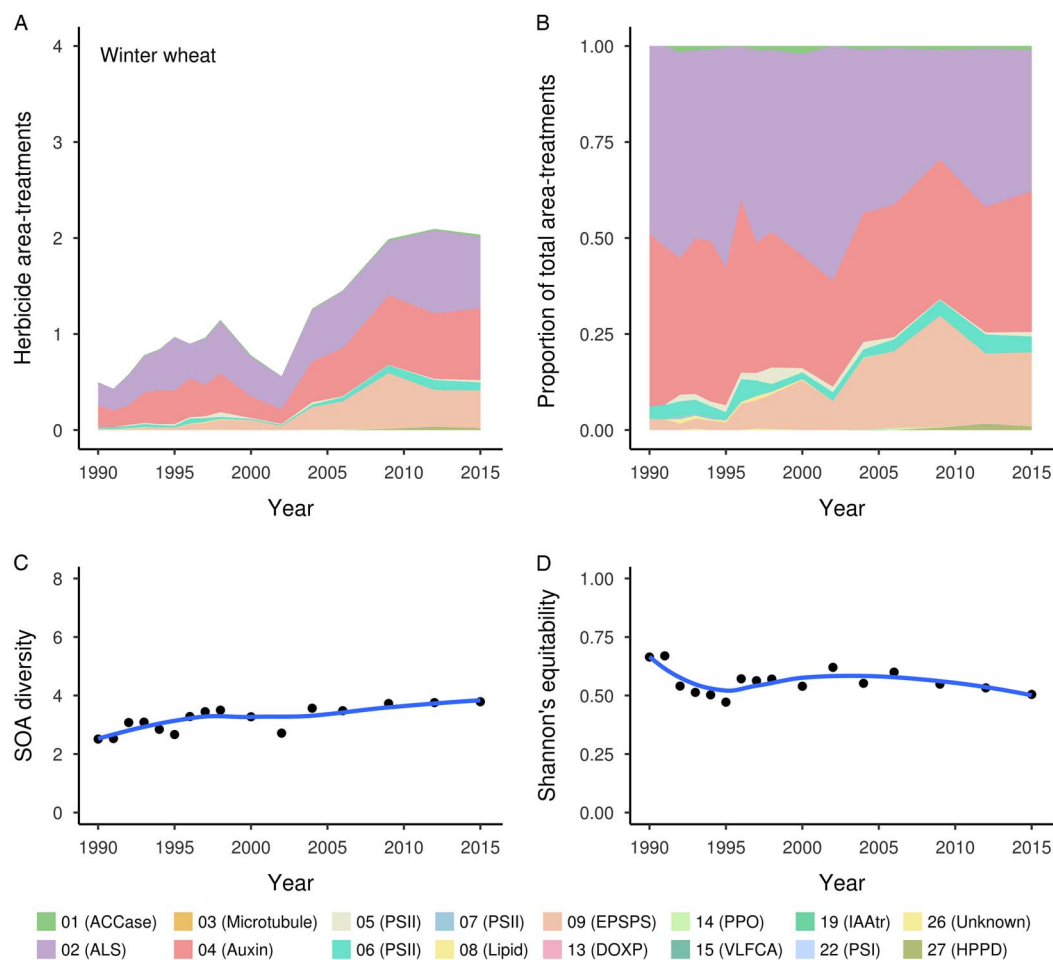 A
Herbicide area-treatments
Winter wheat
4
3
2
1
0
1990 1995 2000 2005 2010 2015
Year
B
Proportion of total area-treatments
1.00
0.75
0.50
0.25
0.00
1990 1995 2000 2005 2010 2015
Year
C
SOA diversity
8
6
4
2
0
1990 1995 2000 2005 2010 2015
Year
D
Shannon's equitability
1.00
0.75
0.50
0.25
0.00
1990 1995 2000 2005 2010 2015
Year
01 (ACCase) 03 (Microtubule) 05 (PSII) 07 (PSII) 09 (EPSPS) 14 (PPO) 19 (IAAtr) 26 (Unknown)
02 (ALS) 04 (Auxin) 06 (PSII) 08 (Lipid) 13 (DOXP) 15 (VLFCA) 22 (PSI) 27 (HPPD)